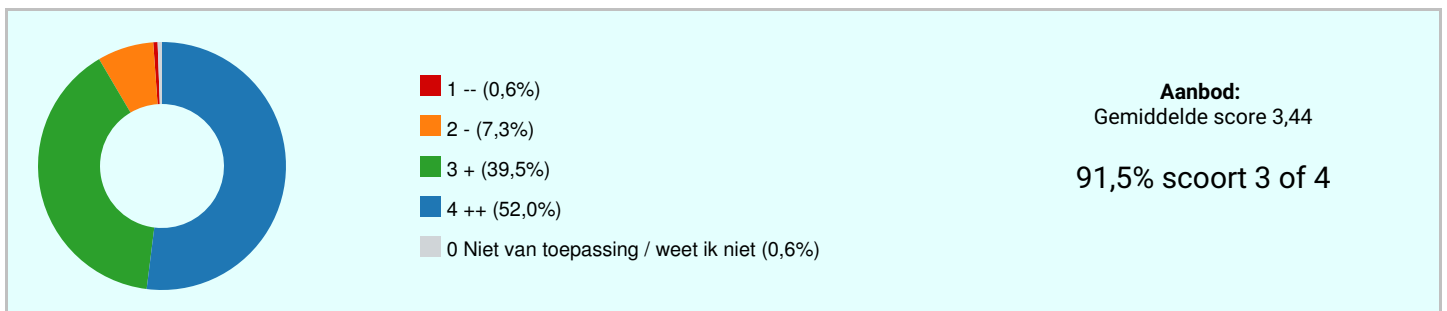 1 -- (0,6%)
2 - (7,3%)
3 + (39,5%)
4 ++ (52,0%)
0 Niet van toepassing / weet ik niet (0,6%)
Aanbod:
Gemiddelde score 3,44
91,5% scoort 3 of 4